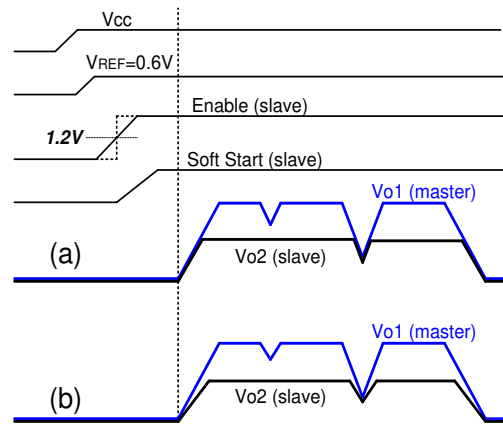 Vcc
VREF=0.6V
Enable (slave)
1.2V
Soft Start (slave)
Vo1 (master)
(a)
Vo2 (slave)
Vo1 (master)
(b)
Vo2 (slave)